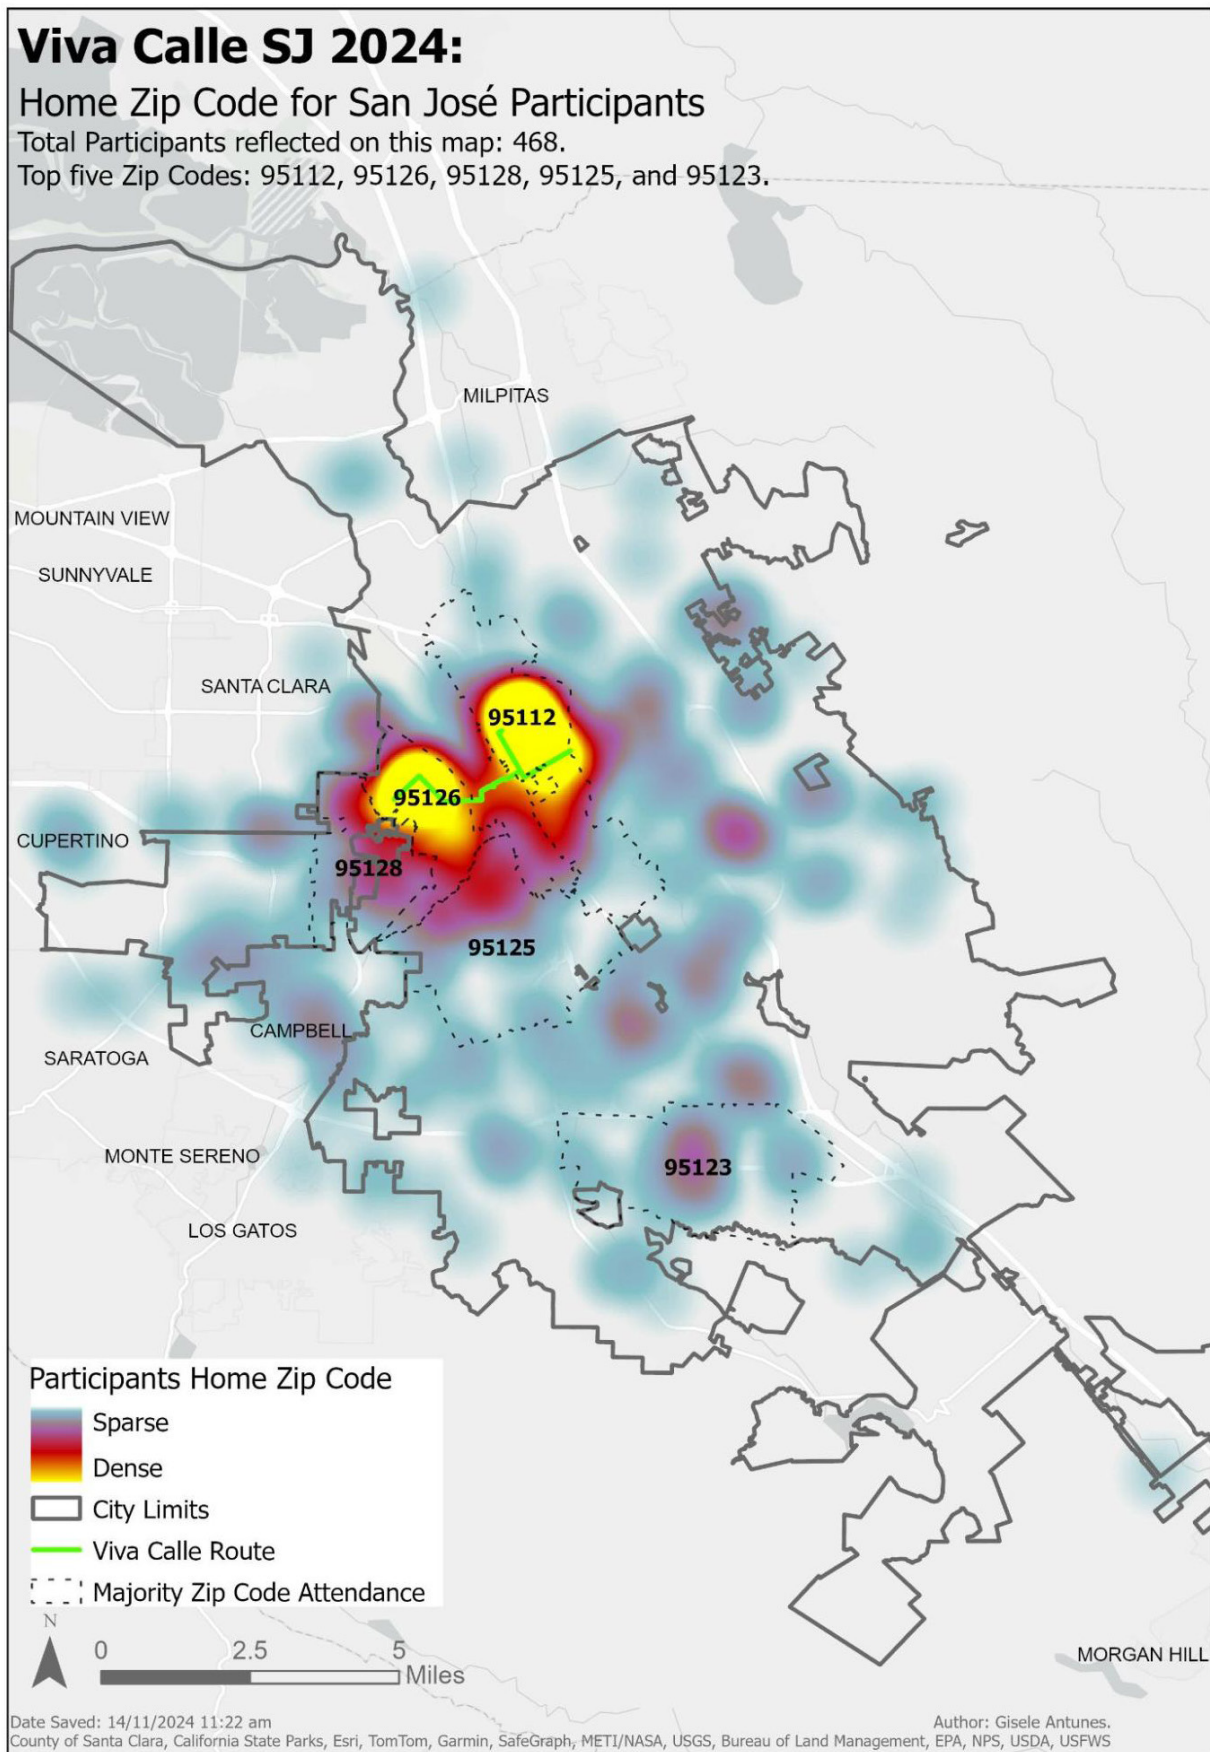 Viva Calle SJ 2024:
Home Zip Code for San José Participants
Total Participants reflected on this map: 468.
Top five Zip Codes: 95112, 95126, 95128, 95125, and 95123.
MILPITAS
MOUNTAIN VIEW
SUNNYVALE
SANTA CLARA
95112
95126
CUPERTINO
95128
95125
CAMPBELL
SARATOGA
MONTE SERENO
95123
LOS GATOS
Participants Home Zip Code
Sparse
Dense
City Limits
Viva Calle Route
Majority Zip Code Attendance
N
0 2.5 5
Miles
MORGAN HILL
Date Saved: 14/11/2024 11:22 am
Author: Gisele Antunes.
County of Santa Clara, California State Parks, Esri, TomTom, Garmin, SafeGraph, METI/NASA, USGS, Bureau of Land Management, EPA, NPS, USDA, USFWS